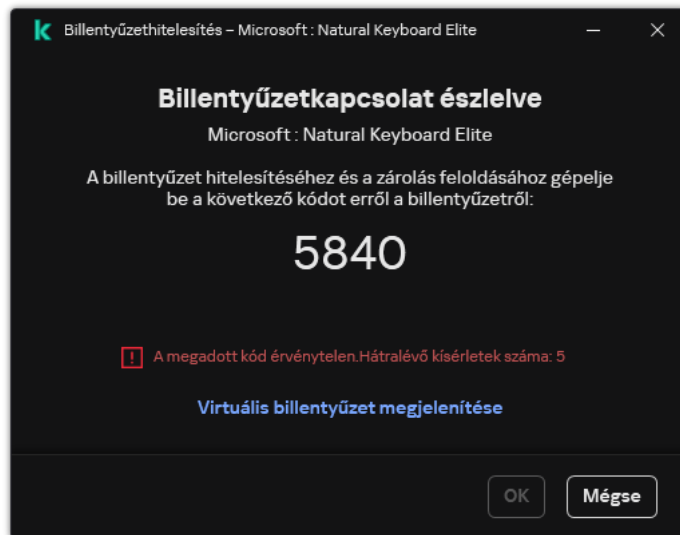 Billentyűzethitelesítés – Microsoft : Natural Keyboard Elite
Billentyűzetkapcsolat észlelve
Microsoft : Natural Keyboard Elite
A billentyűzet hitelesítéséhez és a zárolás feloldásához gépelje
be a következő kódot erről a billentyűzetről:
5840
A megadott kód érvénytelen.Hátralévő kísérletek száma: 5
Virtuális billentyűzet megjelenítése
OK
Mégse